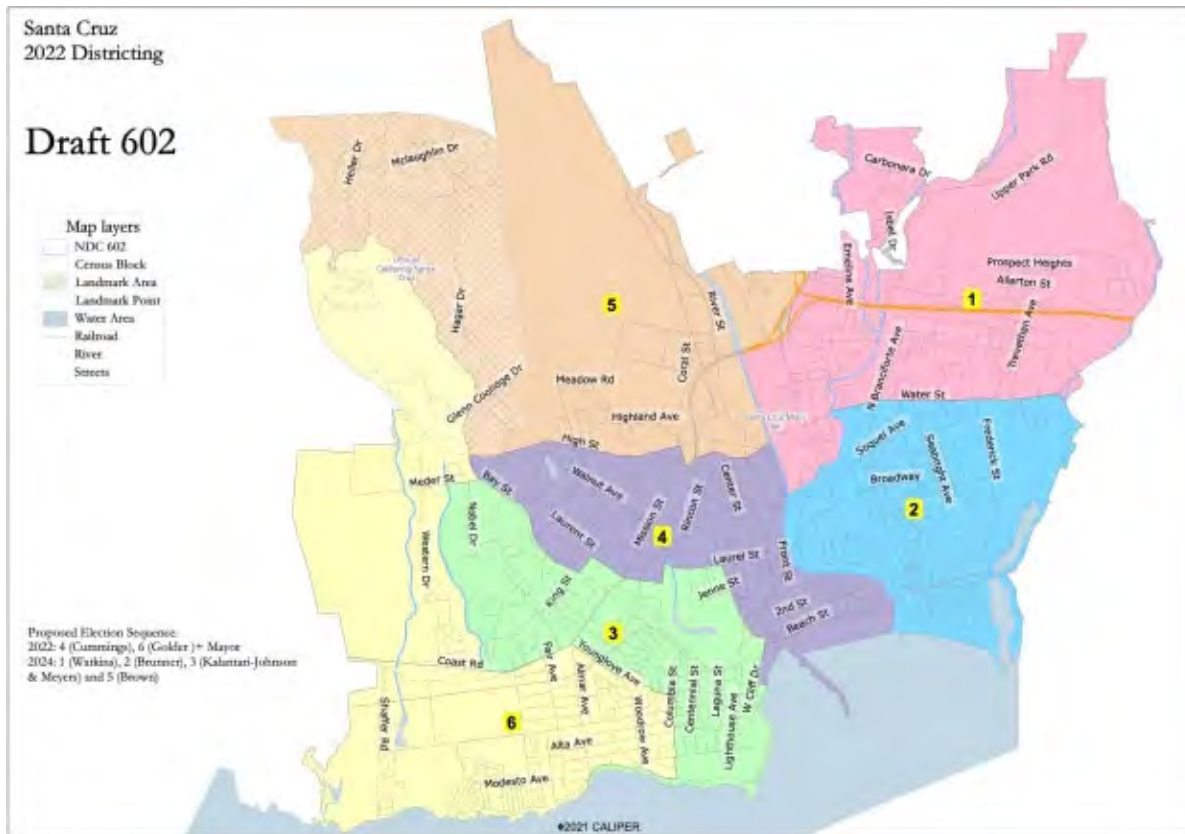 Santa Cruz
2022 Districting
Draft 602
Map layers
NDC 602
Census Block
Landmark Area
Landmark Point
Water Area
Railroad
River
Streets
Heller Dr
Mclaughlin Dr
Carbonera Dr
Upper Park Rd
Isbel Dr
Emeline Ave
Prospect Heights
Allerton St
Hager Dr
River St
5
1
Trevethan Ave
Coral St
N Branciforte Ave
Meadow Rd
Glenn Coolidge Dr
Water St
Highland Ave
High St
Soquel Ave
Seabright Ave
Frederick St
Meder St
Bay St
Walnut Ave
Center St
Broadway
Mission St
Rincon St
2
Nobel Dr
Laurent St
4
Western Dr
Laurel St
Front St
King St
Jenne St
2nd St
Beach St
Proposed Election Sequence:
2022: 4 (Cummings), 6 (Golder )+ Mayor
2024: 1 (Watkins), 2 (Brunner), 3 (Kalantari-Johnson
& Meyers) and 5 (Brown)
3
Coast Rd
Fair Ave
Younglove Ave
Almar Ave
Columbia St
Centennial St
Laguna St
W Cliff Dr
Lighthouse Ave
Woodrow Ave
Shaffer Rd
6
Alta Ave
Modesto Ave
©2021 CALIPER